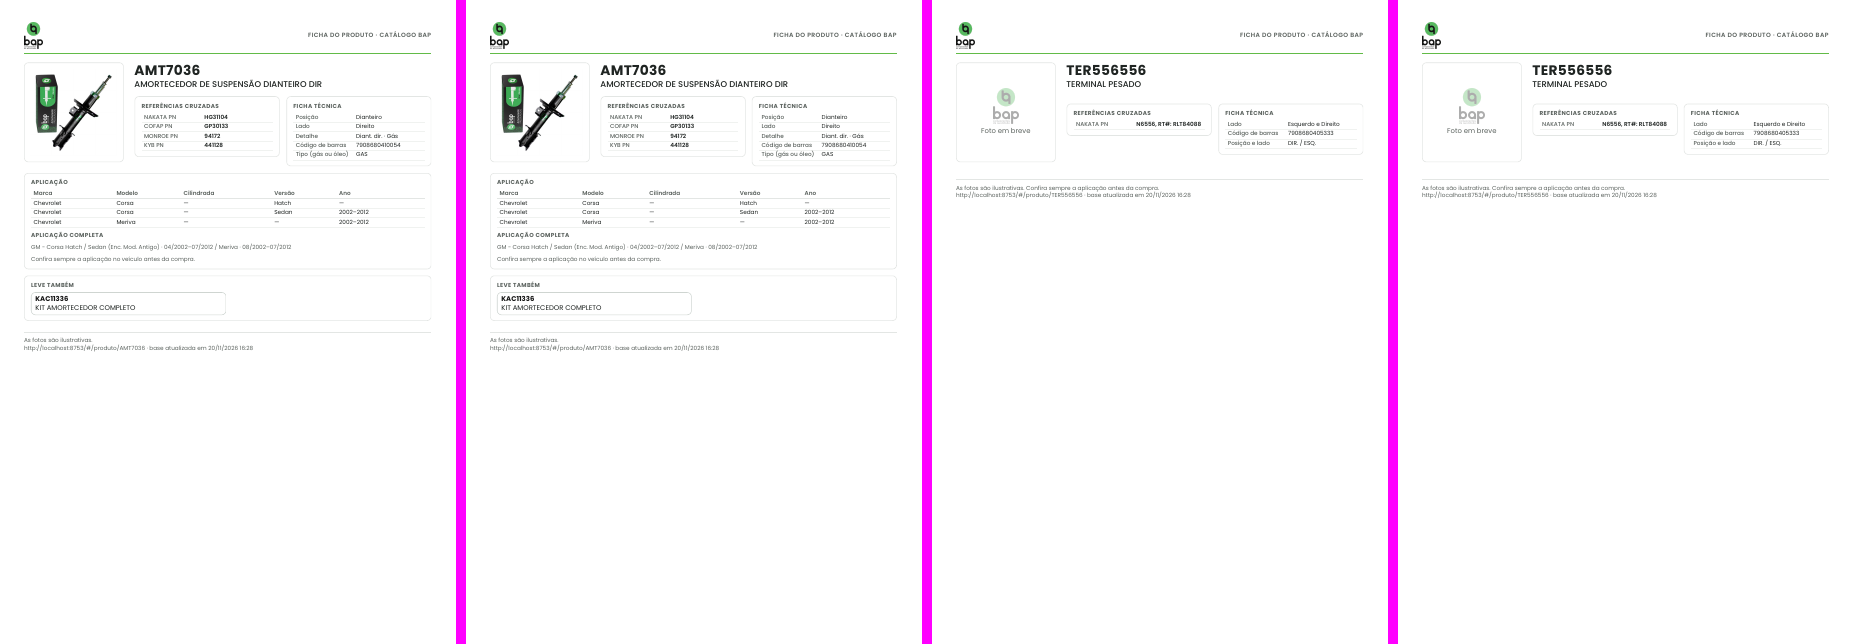 bap
FICHA DO PRODUTO · CATÁLOGO BAP
AMT7036
AMORTECEDOR DE SUSPENSÃO DIANTEIRO DIR
REFERÊNCIAS CRUZADAS
NAKATA PN HG31104
COFAP PN GP30133
MONROE PN 94172
KYB PN 441128
FICHA TÉCNICA
Posição Dianteiro
Lado Direito
Detalhe Diant. dir. · Gás
Código de barras 7908680410054
Tipo (gás ou óleo) GAS
APLICAÇÃO
Marca Modelo Cilindrada Versão Ano
Chevrolet Corsa — Hatch —
Chevrolet Corsa — Sedan 2002–2012
Chevrolet Meriva — — 2002–2012
APLICAÇÃO COMPLETA
GM - Corsa Hatch / Sedan (Enc. Mod. Antigo) · 04/2002–07/2012 / Meriva · 08/2002–07/2012
Confira sempre a aplicação no veículo antes da compra.
LEVE TAMBÉM
KAC11336
KIT AMORTECEDOR COMPLETO
As fotos são ilustrativas.
http://localhost:8753/#/produto/AMT7036 · base atualizada em 20/11/2026 16:28
bap
FICHA DO PRODUTO · CATÁLOGO BAP
AMT7036
AMORTECEDOR DE SUSPENSÃO DIANTEIRO DIR
REFERÊNCIAS CRUZADAS
NAKATA PN HG31104
COFAP PN GP30133
MONROE PN 94172
KYB PN 441128
FICHA TÉCNICA
Posição Dianteiro
Lado Direito
Detalhe Diant. dir. · Gás
Código de barras 7908680410054
Tipo (gás ou óleo) GAS
APLICAÇÃO
Marca Modelo Cilindrada Versão Ano
Chevrolet Corsa — Hatch —
Chevrolet Corsa — Sedan 2002–2012
Chevrolet Meriva — — 2002–2012
APLICAÇÃO COMPLETA
GM - Corsa Hatch / Sedan (Enc. Mod. Antigo) · 04/2002–07/2012 / Meriva · 08/2002–07/2012
Confira sempre a aplicação no veículo antes da compra.
LEVE TAMBÉM
KAC11336
KIT AMORTECEDOR COMPLETO
As fotos são ilustrativas.
http://localhost:8753/#/produto/AMT7036 · base atualizada em 20/11/2026 16:28
bap
FICHA DO PRODUTO · CATÁLOGO BAP
bap
Foto em breve
TER556556
TERMINAL PESADO
REFERÊNCIAS CRUZADAS
NAKATA PN N6556, RT#: RLT84088
FICHA TÉCNICA
Lado Esquerdo e Direito
Código de barras 7908680405333
Posição e lado DIR. / ESQ.
As fotos são ilustrativas. Confira sempre a aplicação antes da compra.
http://localhost:8753/#/produto/TER556556 · base atualizada em 20/11/2026 16:28
bap
FICHA DO PRODUTO · CATÁLOGO BAP
bap
Foto em breve
TER556556
TERMINAL PESADO
REFERÊNCIAS CRUZADAS
NAKATA PN N6556, RT#: RLT84088
FICHA TÉCNICA
Lado Esquerdo e Direito
Código de barras 7908680405333
Posição e lado DIR. / ESQ.
As fotos são ilustrativas. Confira sempre a aplicação antes da compra.
http://localhost:8753/#/produto/TER556556 · base atualizada em 20/11/2026 16:28